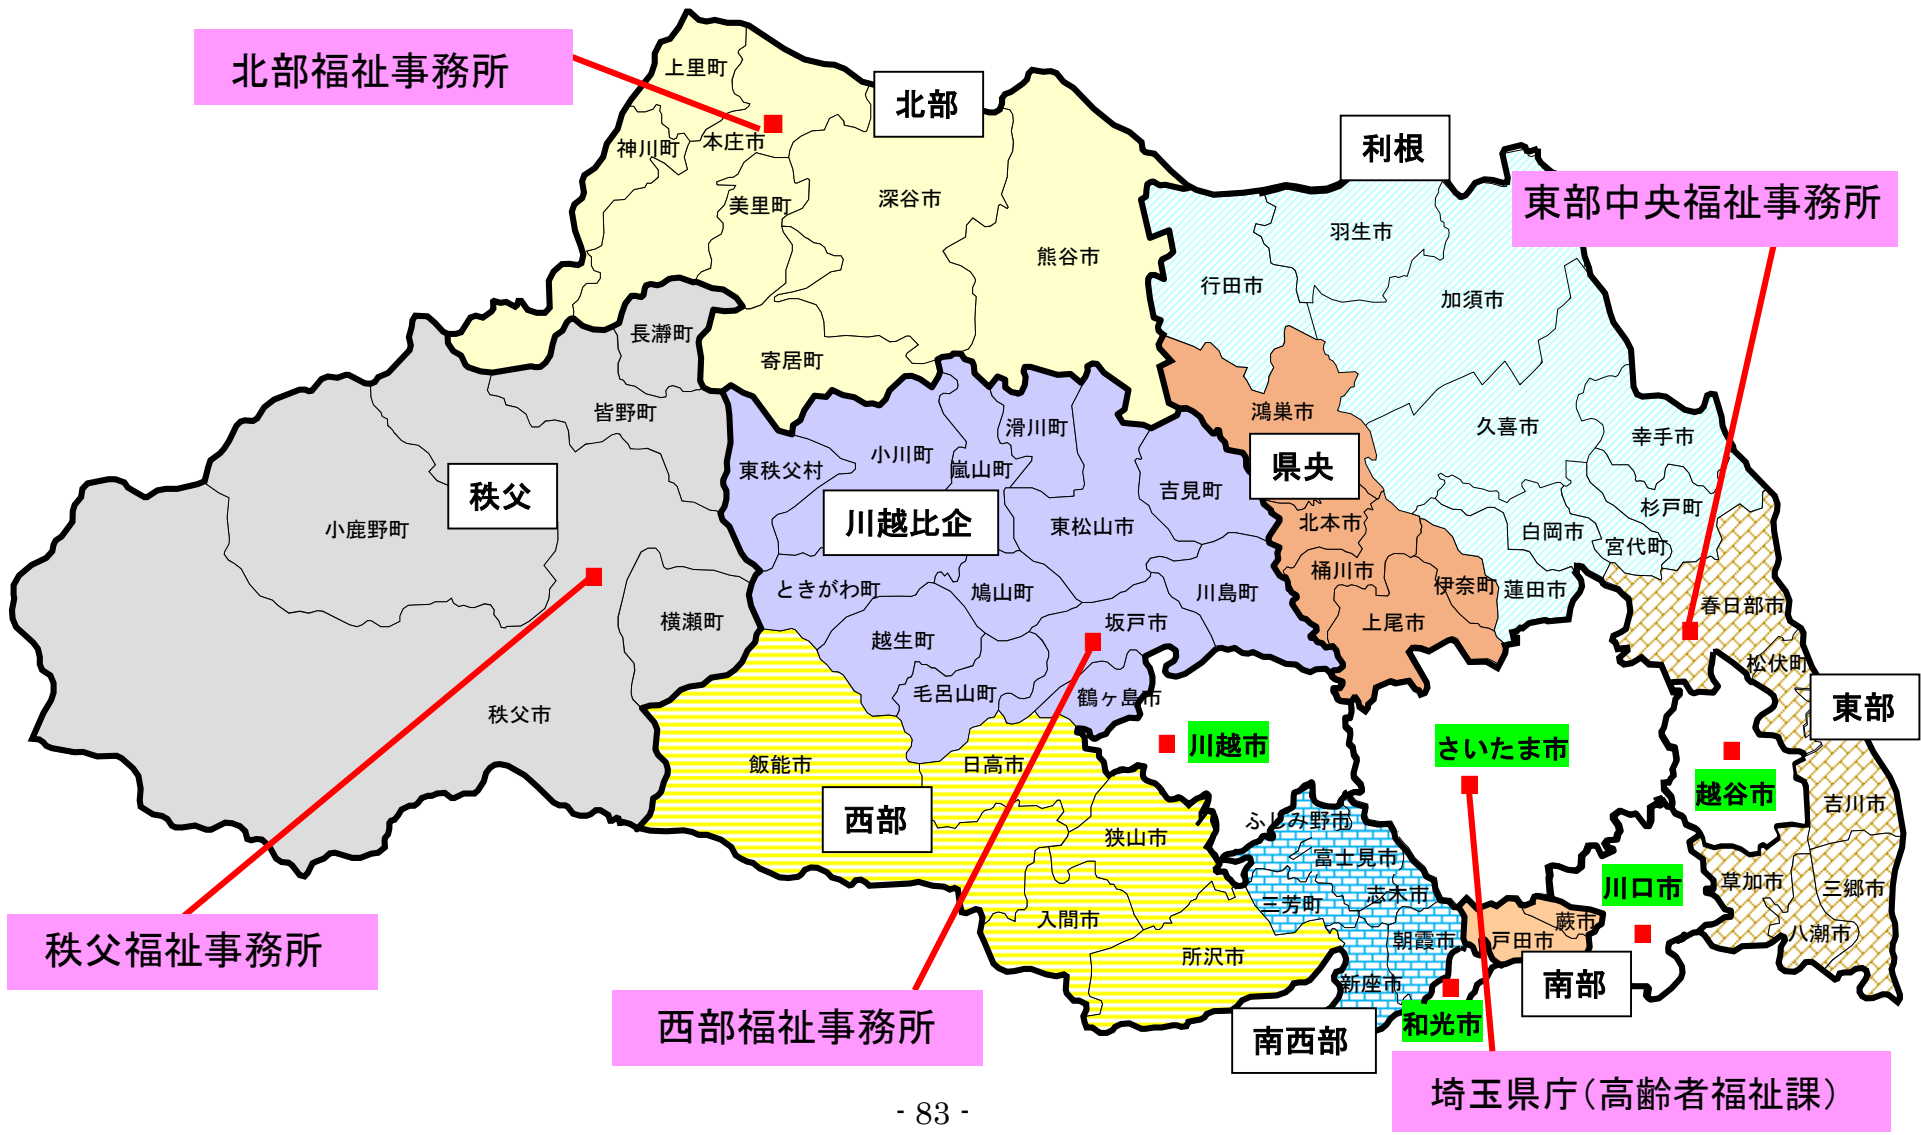 北部福祉事務所
上里町
北部
神川町
本庄市
利根
美里町
深谷市
東部中央福祉事務所
羽生市
熊谷市
行田市
加須市
長瀞町
寄居町
皆野町
鴻巣市
久喜市
幸手市
滑川町
小川町
嵐山町
東秩父村
県央
秩父
吉見町
杉戸町
小鹿野町
川越比企
東松山市
北本市
白岡市
宮代町
桶川市
伊奈町
蓮田市
ときがわ町
鳩山町
川島町
春日部市
横瀬町
越生町
坂戸市
上尾市
松伏町
毛呂山町
鶴ヶ島市
東部
秩父市
川越市
さいたま市
飯能市
日高市
越谷市
吉川市
西部
ふじみ野市
狭山市
富士見市
草加市
川口市
三郷市
志木市
三芳町
入間市
蕨市
八潮市
朝霞市
戸田市
秩父福祉事務所
所沢市
新座市
南部
和光市
西部福祉事務所
南西部
埼玉県庁（高齢者福祉課）
- 83 -